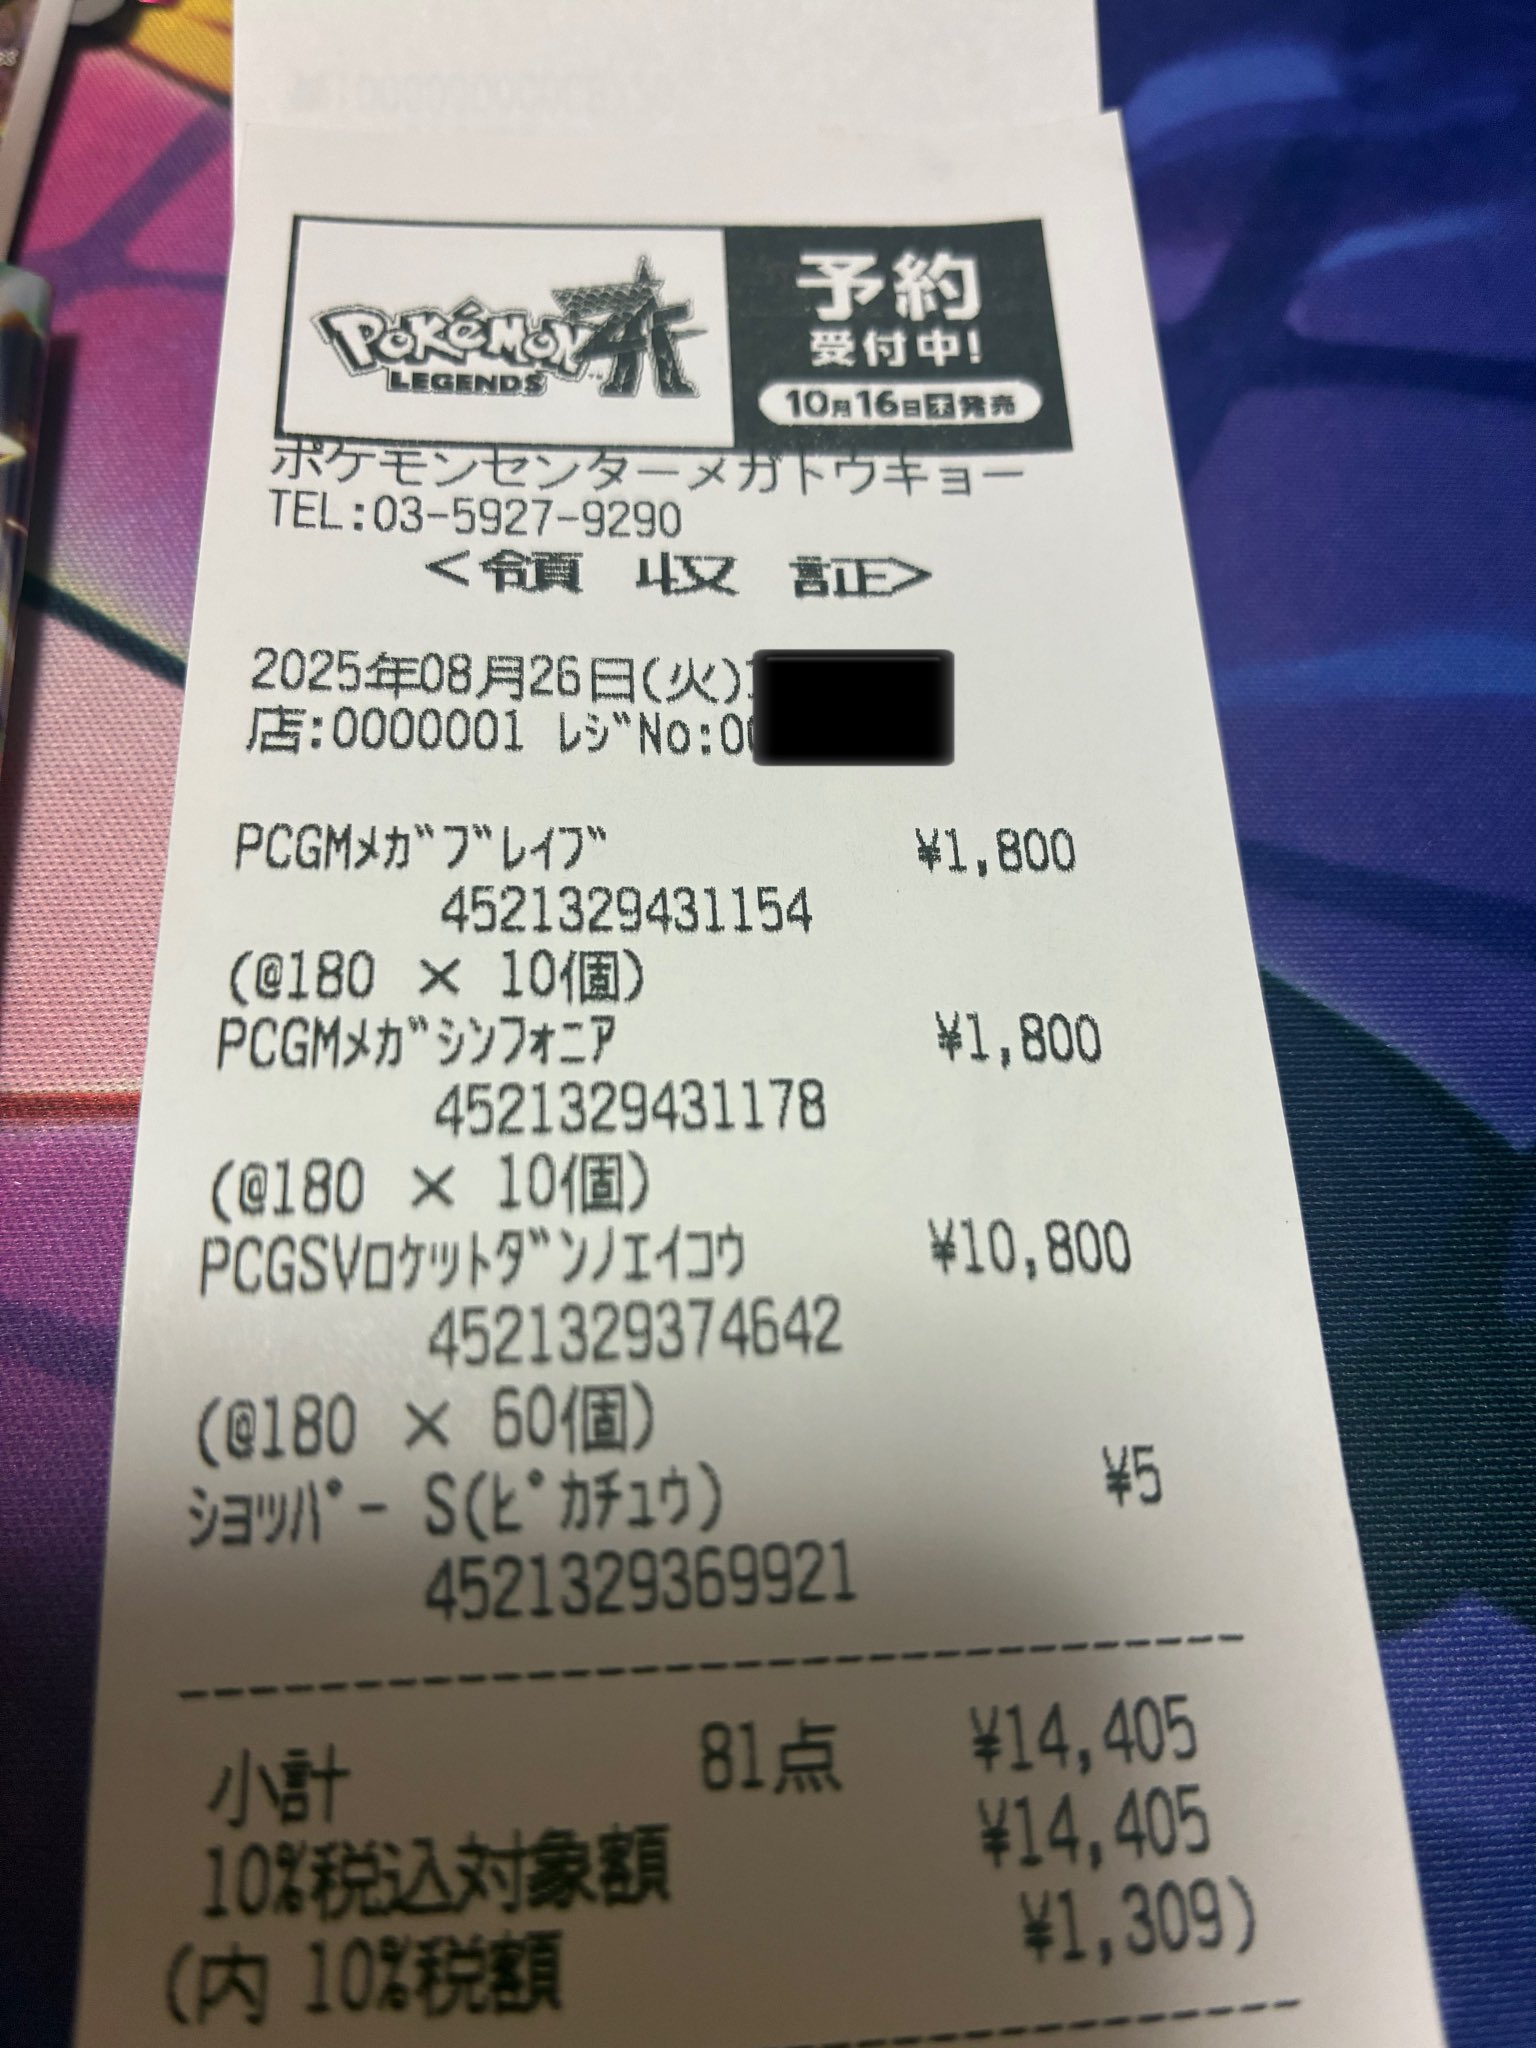 POKÉMON LEGENDS ZA
予約
受付中!
10月16日木発売
ポケモンセンターメガトウキョー
TEL:03-5927-9290
<領 収 証>
2025年08月26日(火)
店:0000001 ﾚｼﾞNo:00
PCGMﾒｶﾞﾌﾞﾚｲﾌﾞ ¥1,800
4521329431154
(@180 × 10個)
PCGMﾒｶﾞｼﾝﾌｫﾆｱ ¥1,800
4521329431178
(@180 × 10個)
PCGSVﾛｹｯﾄﾀﾞﾝﾉｴｲｺｳ ¥10,800
4521329374642
(@180 × 60個)
ｼｮｯﾊﾟｰ S(ﾋﾟｶﾁｭｳ) ¥5
4521329369921
小計 81点 ¥14,405
10%税込対象額 ¥14,405
(内 10%税額 ¥1,309)